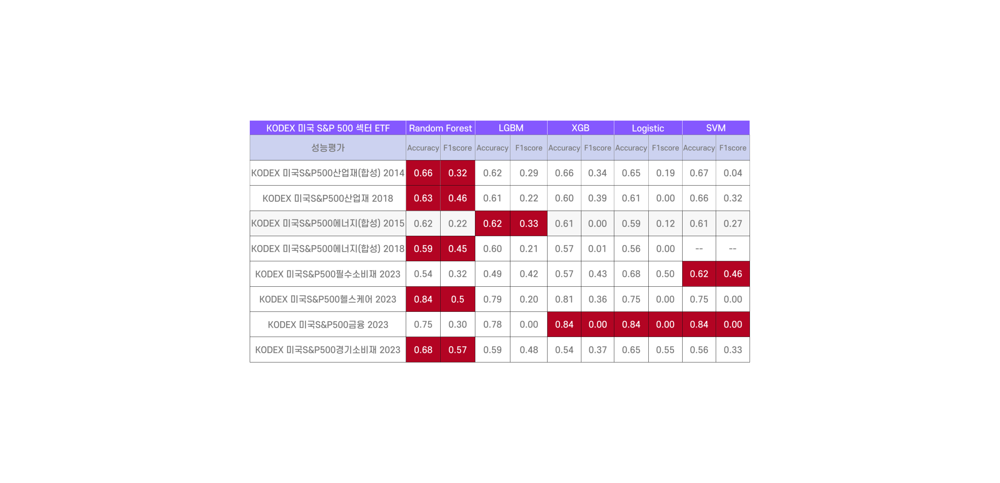 KODEX 미국 S&P 500 섹터 ETF Random Forest LGBM XGB Logistic SVM
성능평가 Accuracy F1score Accuracy F1score Accuracy F1score Accuracy F1score Accuracy F1score
KODEX 미국S&P500산업재(합성) 2014 0.66 0.32 0.62 0.29 0.66 0.34 0.65 0.19 0.67 0.04
KODEX 미국S&P500산업재 2018 0.63 0.46 0.61 0.22 0.60 0.39 0.61 0.00 0.66 0.32
KODEX 미국S&P500에너지(합성) 2015 0.62 0.22 0.62 0.33 0.61 0.00 0.59 0.12 0.61 0.27
KODEX 미국S&P500에너지(합성) 2018 0.59 0.45 0.60 0.21 0.57 0.01 0.56 0.00 -- --
KODEX 미국S&P500필수소비재 2023 0.54 0.32 0.49 0.42 0.57 0.43 0.68 0.50 0.62 0.46
KODEX 미국S&P500헬스케어 2023 0.84 0.5 0.79 0.20 0.81 0.36 0.75 0.00 0.75 0.00
KODEX 미국S&P500금융 2023 0.75 0.30 0.78 0.00 0.84 0.00 0.84 0.00 0.84 0.00
KODEX 미국S&P500경기소비재 2023 0.68 0.57 0.59 0.48 0.54 0.37 0.65 0.55 0.56 0.33